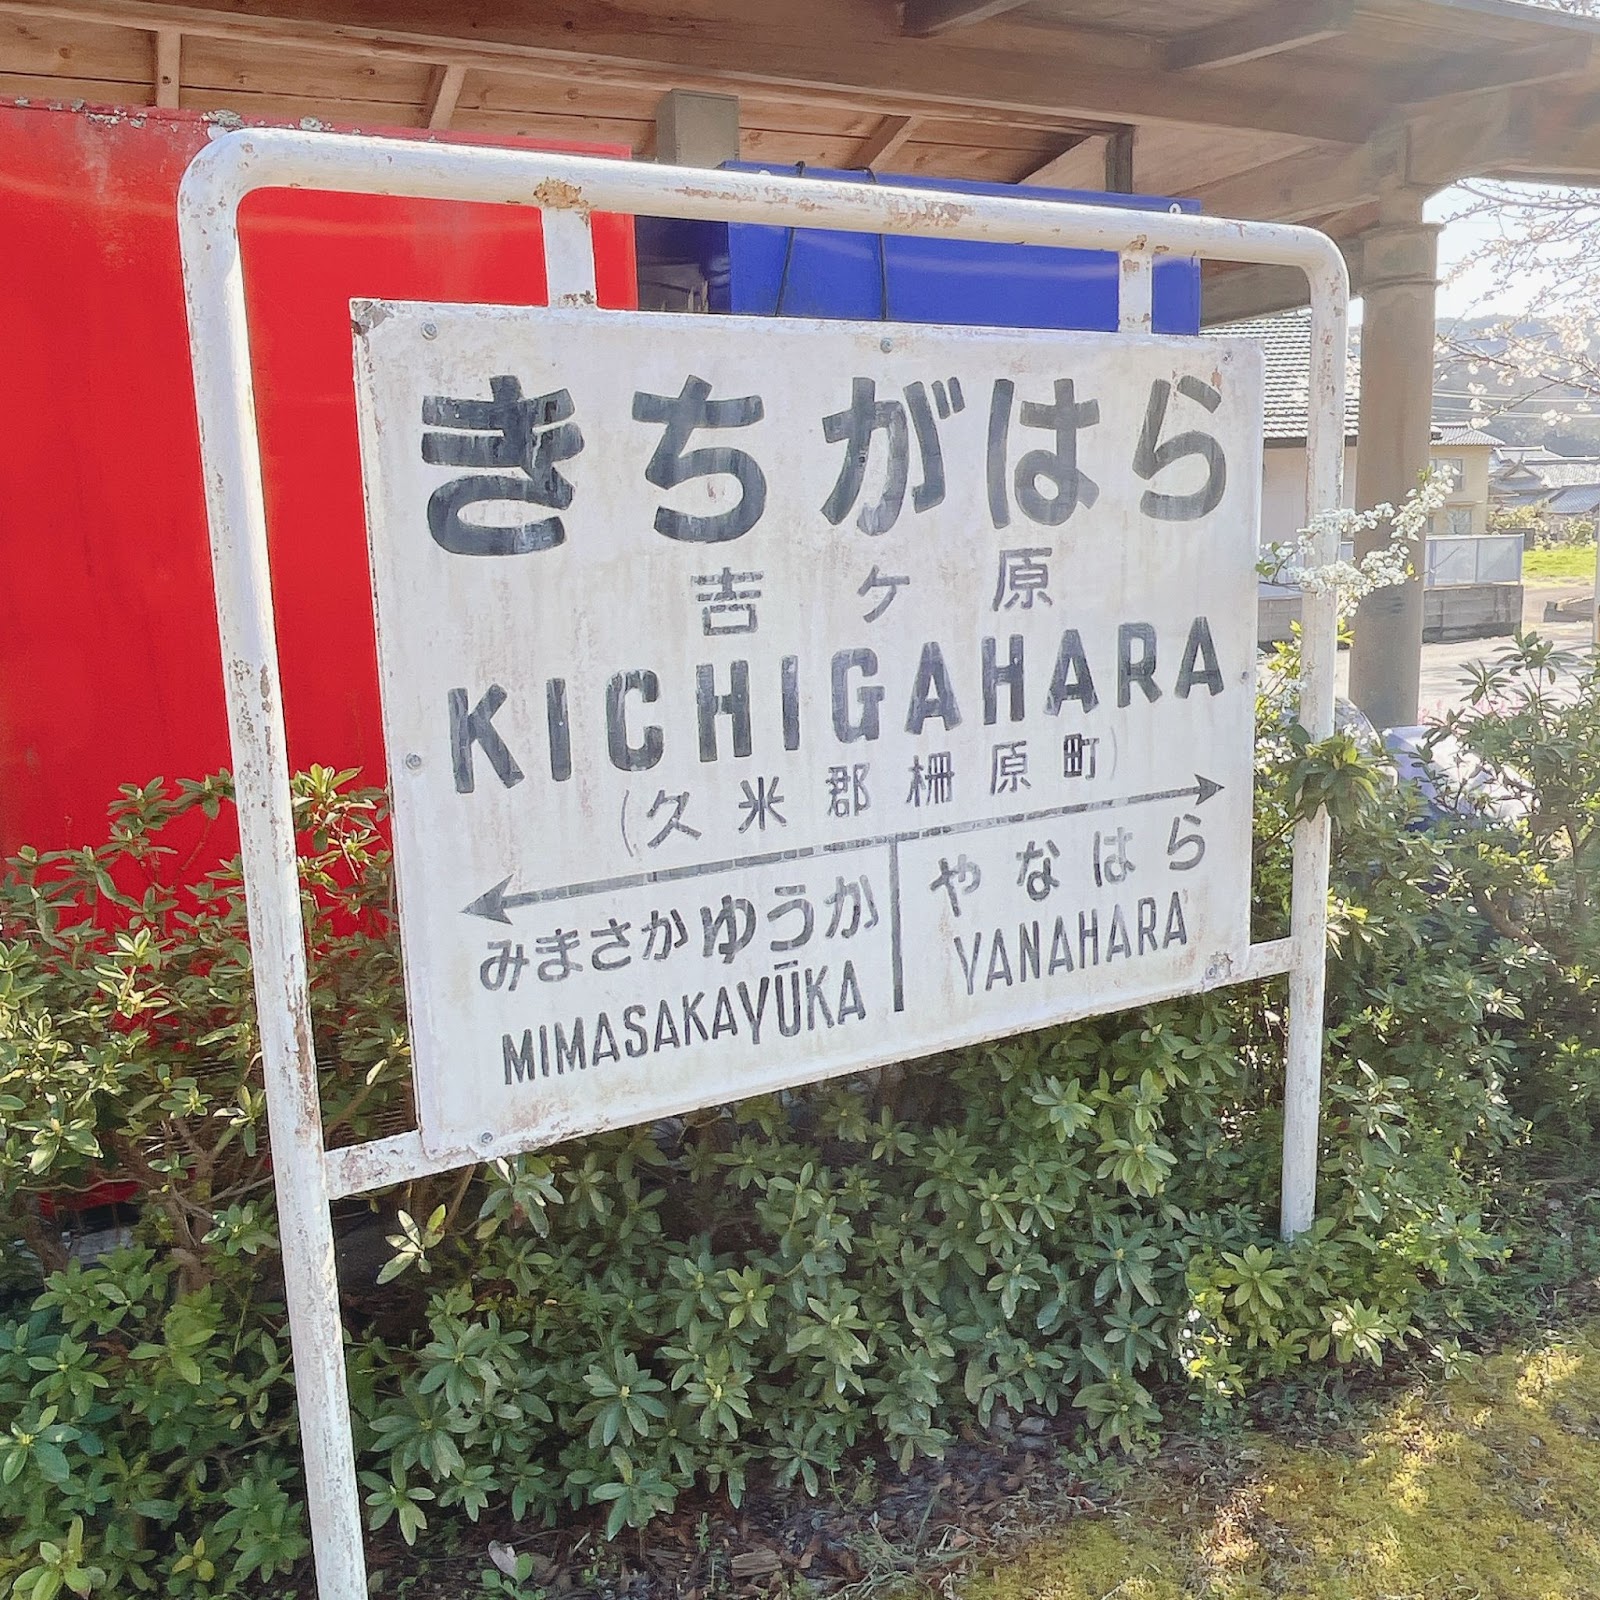 きちがはら
吉ヶ原
KICHIGAHARA
(久米郡柵原町)
みまさかゆうか
やなはら
MIMASAKAYŪKA
YANAHARA